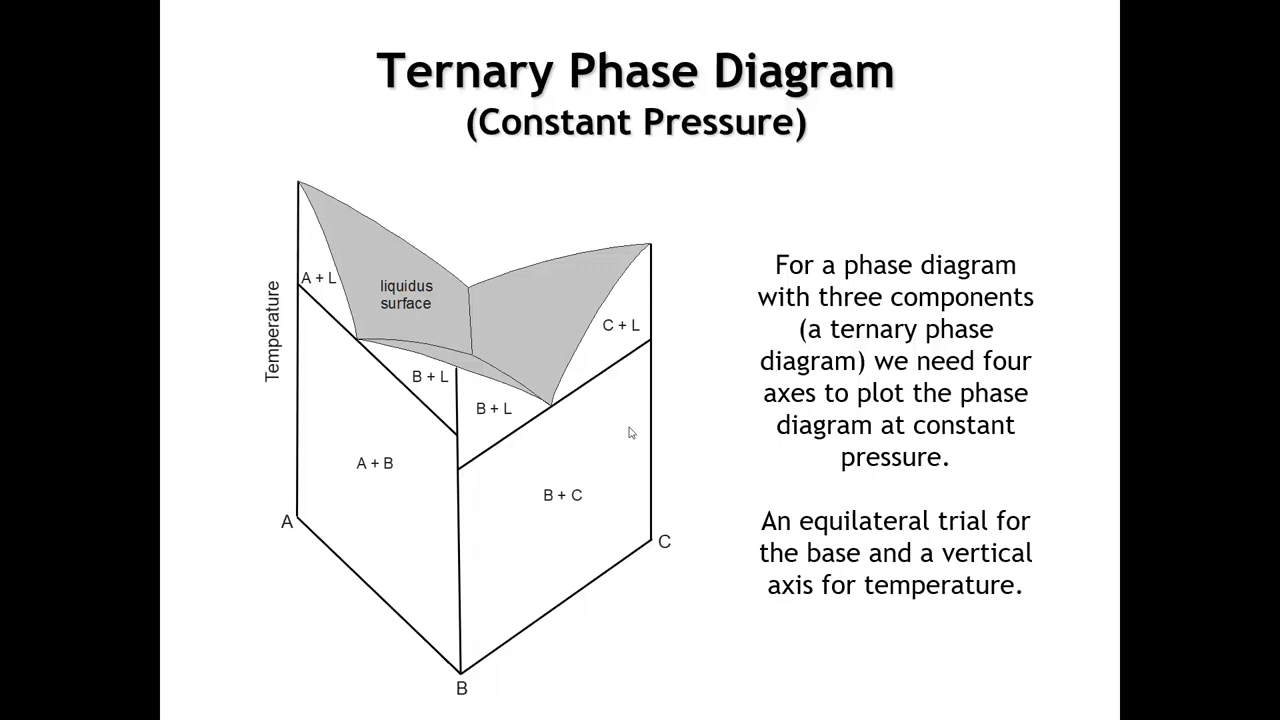 Ternary Phase Diagram
(Constant Pressure)
Temperature
A + L
liquidus
surface
C + L
B + L
B + L
A + B
B + C
A
C
B
For a phase diagram
with three components
(a ternary phase
diagram) we need four
axes to plot the phase
diagram at constant
pressure.
An equilateral trial for
the base and a vertical
axis for temperature.